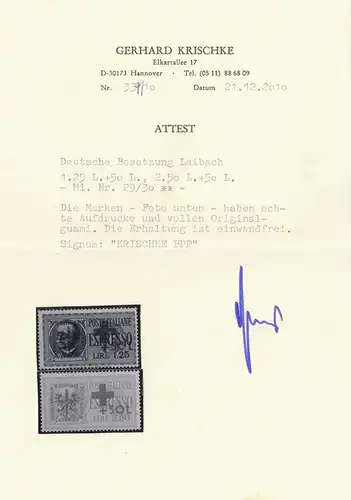 GERHARD KRISCHKE
Elkartallee 17
D-30173 Hannover · Tel. (05 11) 88 68 09
Nr. 339/10 Datum 21.12.2010
ATTEST
Deutsche Besetzung Laibach
1.25 L.+50 L., 2.50 L.+50 L.
- Mi. Nr. 29/30 ** -
Die Marken - Foto unten - haben ech-
te Aufdrucke und vollen Original-
gummi. Die Erhaltung ist einwandfrei.
Signum: "KRISCHKE BPP"
POSTE ITALIANE
ESPRESSO
LIRE 1.25
+50L
ESPRESSO